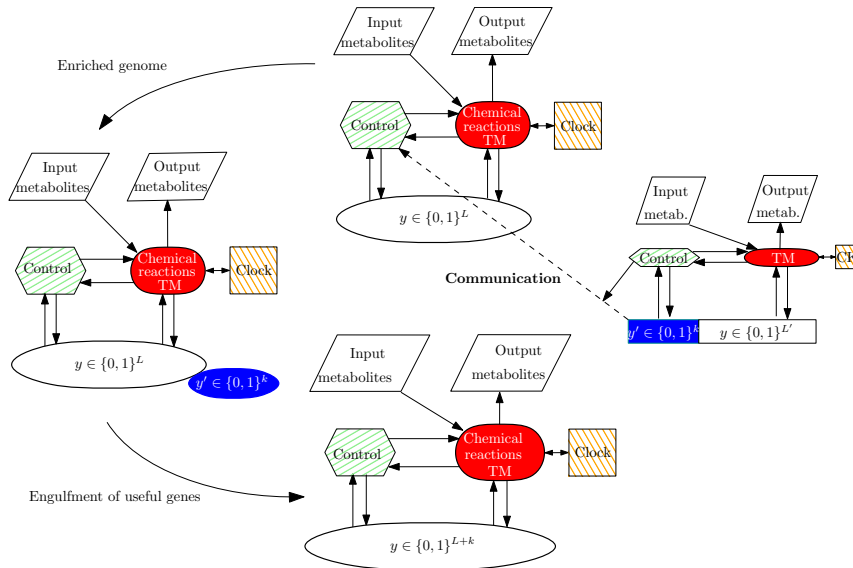 Input
metabolites
Output
metabolites
Enriched genome
Control
Chemical
reactions
TM
Clock
y ∈ {0, 1}^L
Input
metabolites
Output
metabolites
Control
Chemical
reactions
TM
Clock
y ∈ {0, 1}^L
y′ ∈ {0, 1}^k
Input
metab.
Output
metab.
Control
TM
CK
y′ ∈ {0, 1}^k
y ∈ {0, 1}^{L′}
Communication
Input
metabolites
Output
metabolites
Control
Chemical
reactions
TM
Clock
Engulfment of useful genes
y ∈ {0, 1}^{L+k}